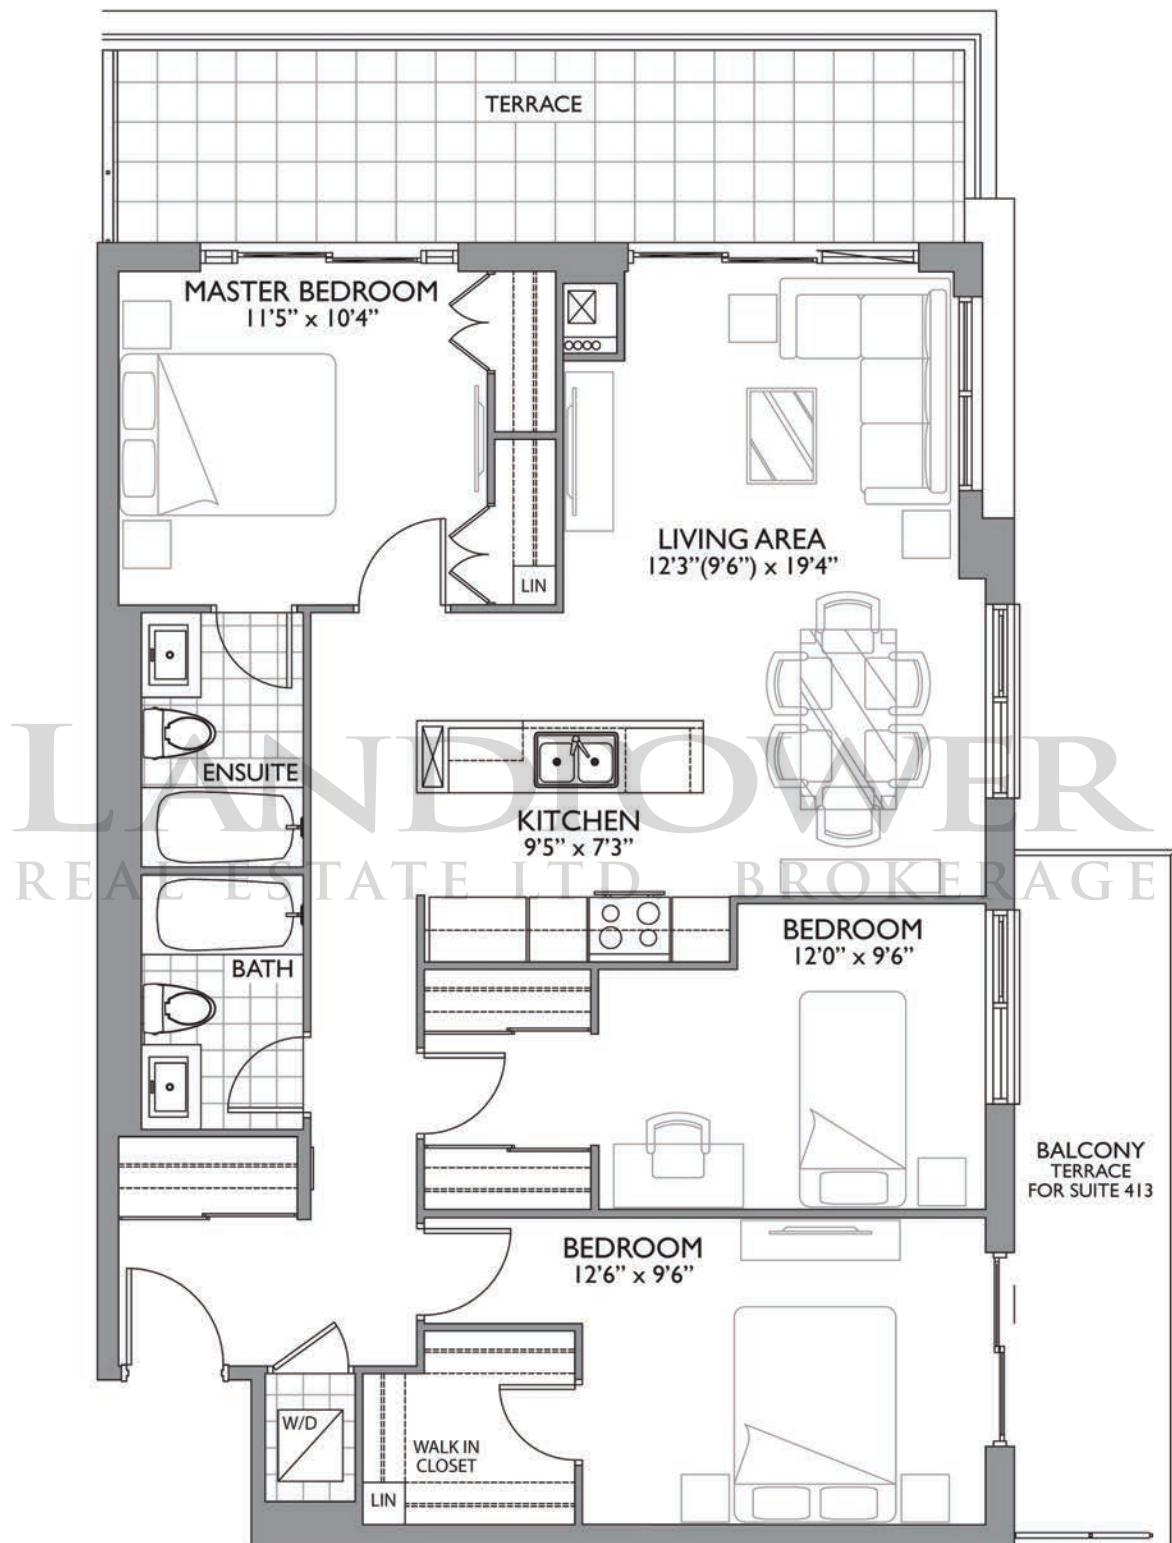 TERRACE
MASTER BEDROOM
11'5" x 10'4"
LIN
LIVING AREA
12'3"(9'6") x 19'4"
ENSUITE
LANDTOWER
KITCHEN
9'5" x 7'3"
REAL ESTATE LTD. BROKERAGE
BEDROOM
12'0" x 9'6"
BATH
BALCONY
TERRACE
FOR SUITE 413
BEDROOM
12'6" x 9'6"
W/D
WALK IN
CLOSET
LIN